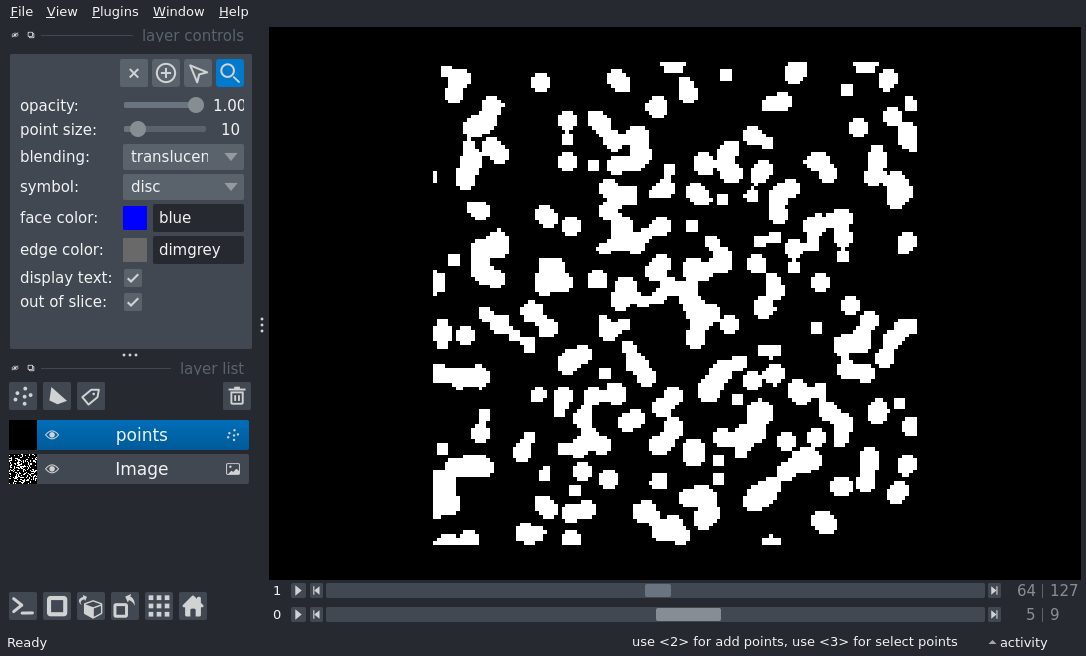 File View Plugins Window Help
layer controls
opacity: 1.00
point size: 10
blending: translucen
symbol: disc
face color: blue
edge color: dimgrey
display text:
out of slice:
layer list
points
Image
1 64 127
0 5 9
Ready use <2> for add points, use <3> for select points activity